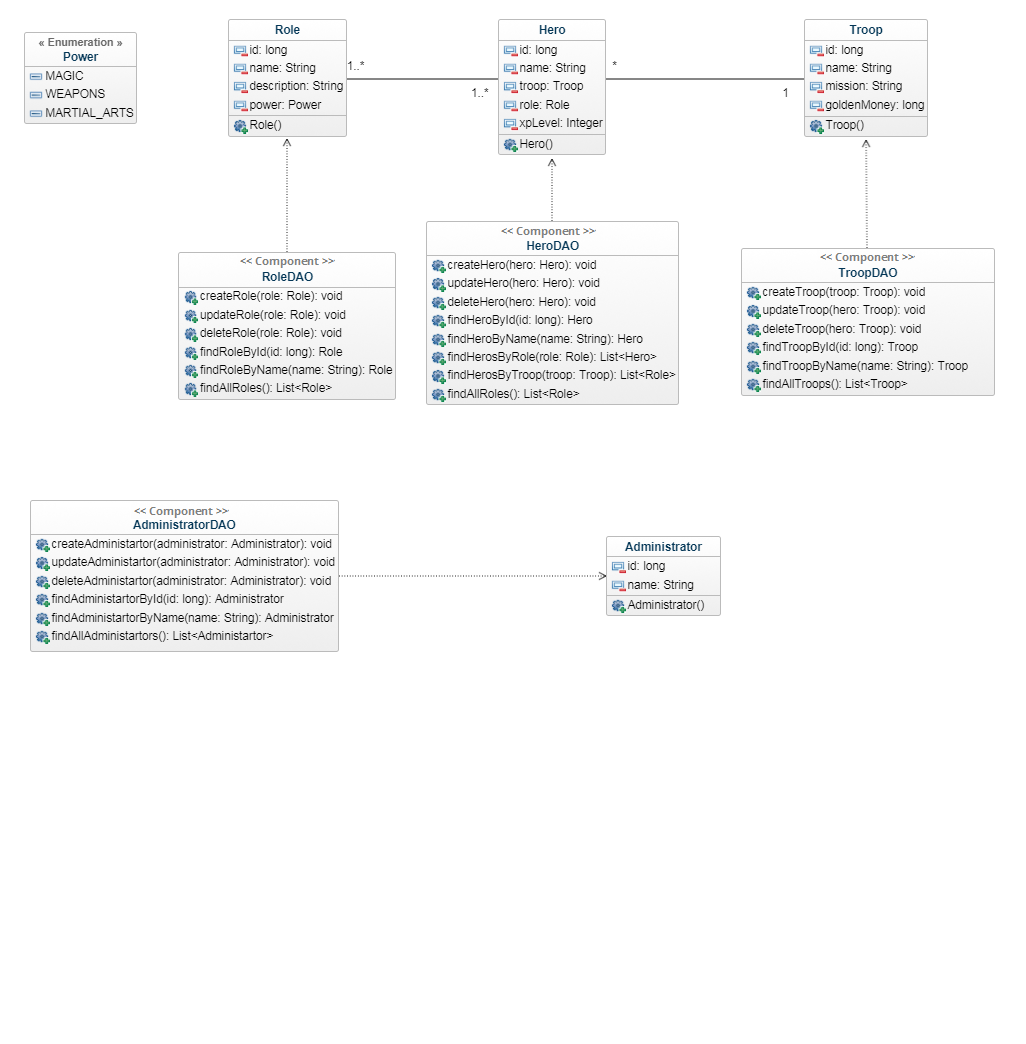 « Enumeration »
Power
MAGIC
WEAPONS
MARTIAL_ARTS
Role
id: long
name: String
description: String
power: Power
Role()
1..*
1..*
Hero
id: long
name: String
troop: Troop
role: Role
xpLevel: Integer
Hero()
*
1
Troop
id: long
name: String
mission: String
goldenMoney: long
Troop()
<< Component >>
RoleDAO
createRole(role: Role): void
updateRole(role: Role): void
deleteRole(role: Role): void
findRoleById(id: long): Role
findRoleByName(name: String): Role
findAllRoles(): List<Role>
<< Component >>
HeroDAO
createHero(hero: Hero): void
updateHero(hero: Hero): void
deleteHero(hero: Hero): void
findHeroById(id: long): Hero
findHeroByName(name: String): Hero
findHerosByRole(role: Role): List<Hero>
findHerosByTroop(troop: Troop): List<Role>
findAllRoles(): List<Role>
<< Component >>
TroopDAO
createTroop(troop: Troop): void
updateTroop(hero: Troop): void
deleteTroop(hero: Troop): void
findTroopById(id: long): Troop
findTroopByName(name: String): Troop
findAllTroops(): List<Troop>
<< Component >>
AdministratorDAO
createAdministartor(administrator: Administrator): void
updateAdministartor(administrator: Administrator): void
deleteAdministartor(administrator: Administrator): void
findAdministartorById(id: long): Administrator
findAdministartorByName(name: String): Administrator
findAllAdministartors(): List<Administartor>
Administrator
id: long
name: String
Administrator()